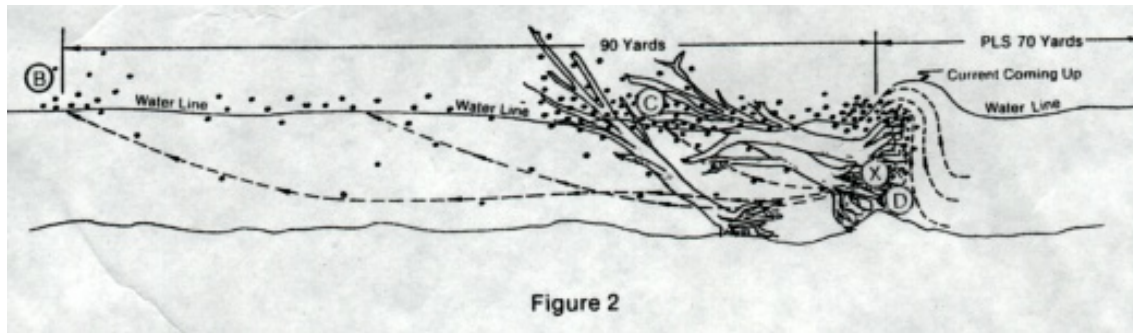 90 Yards
PLS 70 Yards
B
C
Current Coming Up
Water Line
Water Line
Water Line
X
D
Figure 2